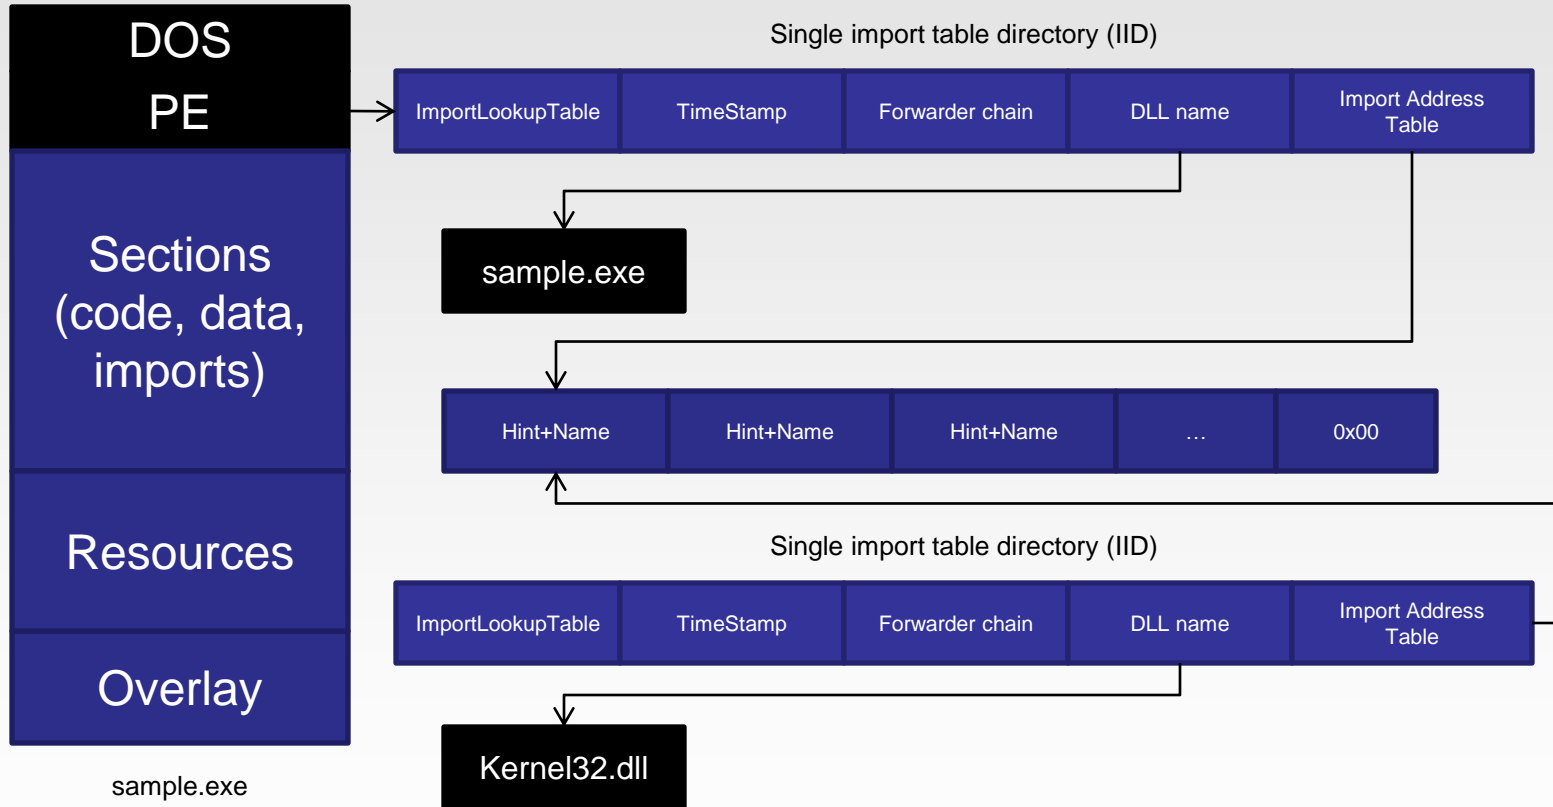 DOS
PE
Sections
(code, data,
imports)
Resources
Overlay
sample.exe
Single import table directory (IID)
ImportLookupTable
TimeStamp
Forwarder chain
DLL name
Import Address
Table
sample.exe
Hint+Name
Hint+Name
Hint+Name
…
0x00
Single import table directory (IID)
ImportLookupTable
TimeStamp
Forwarder chain
DLL name
Import Address
Table
Kernel32.dll